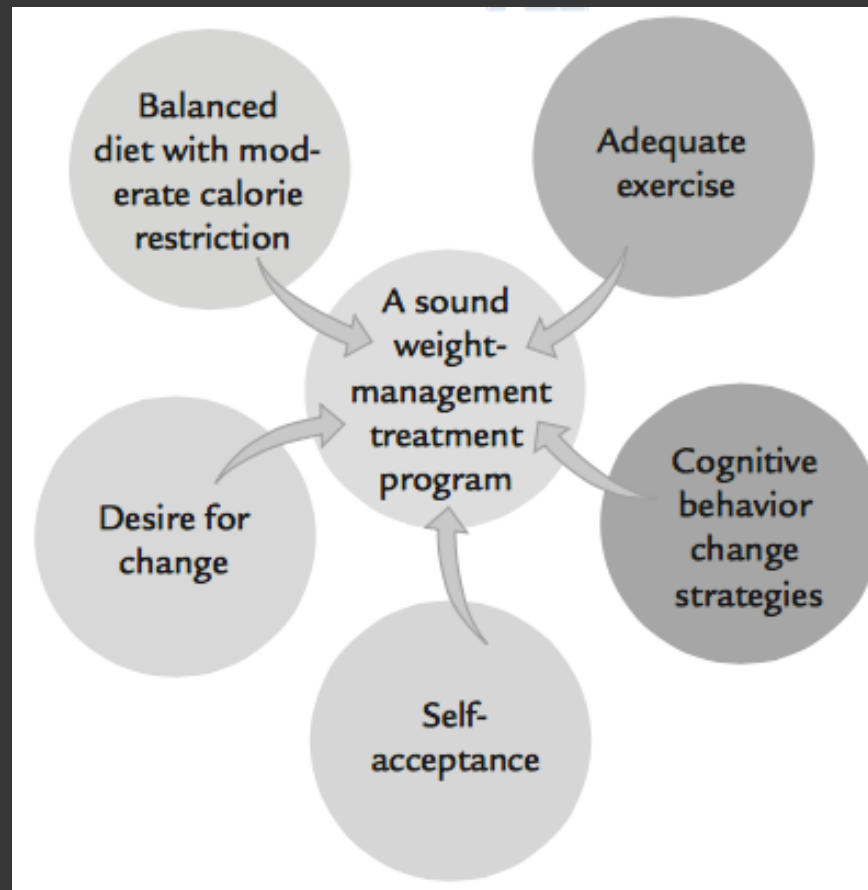 Balanced
diet with mod-
erate calorie
restriction
Adequate
exercise
A sound
weight-
management
treatment
program
Desire for
change
Cognitive
behavior
change
strategies
Self-
acceptance